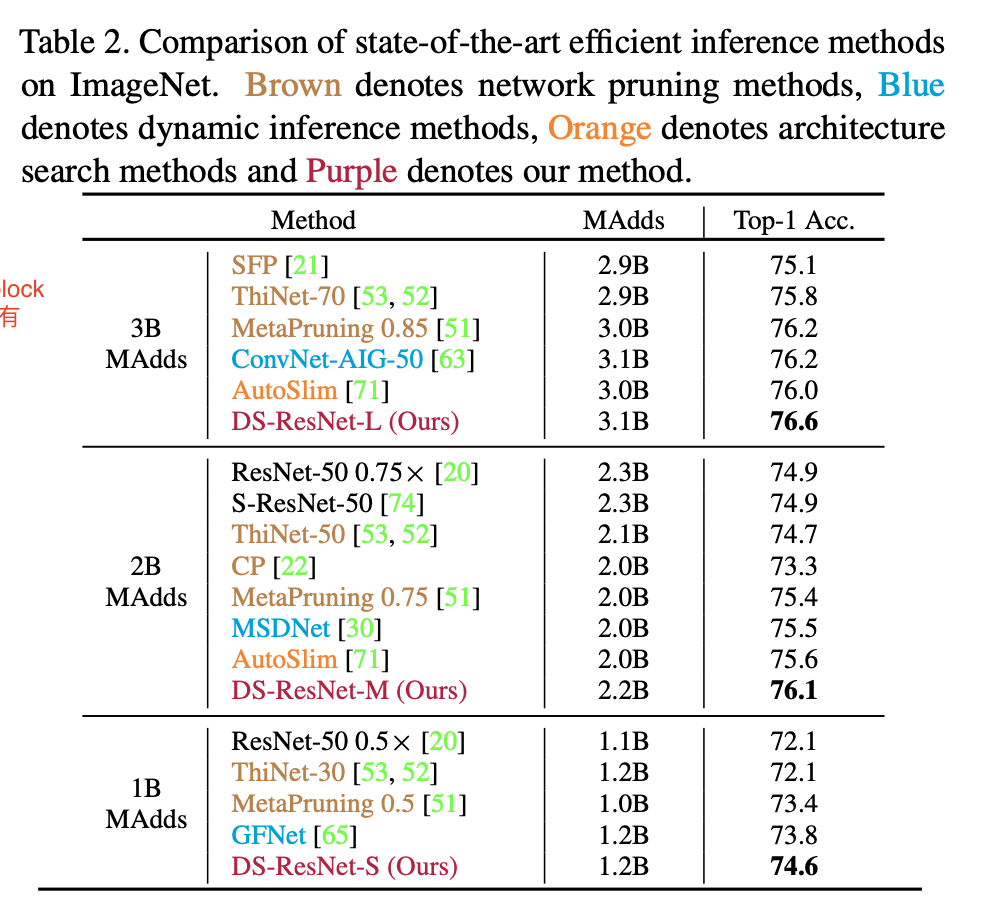 Table 2. Comparison of state-of-the-art efficient inference methods
on ImageNet. Brown denotes network pruning methods, Blue
denotes dynamic inference methods, Orange denotes architecture
search methods and Purple denotes our method.
Method MAdds Top-1 Acc.
lock
有
3B
MAdds
SFP [21] 2.9B 75.1
ThiNet-70 [53, 52] 2.9B 75.8
MetaPruning 0.85 [51] 3.0B 76.2
ConvNet-AIG-50 [63] 3.1B 76.2
AutoSlim [71] 3.0B 76.0
DS-ResNet-L (Ours) 3.1B 76.6
2B
MAdds
ResNet-50 0.75× [20] 2.3B 74.9
S-ResNet-50 [74] 2.3B 74.9
ThiNet-50 [53, 52] 2.1B 74.7
CP [22] 2.0B 73.3
MetaPruning 0.75 [51] 2.0B 75.4
MSDNet [30] 2.0B 75.5
AutoSlim [71] 2.0B 75.6
DS-ResNet-M (Ours) 2.2B 76.1
1B
MAdds
ResNet-50 0.5× [20] 1.1B 72.1
ThiNet-30 [53, 52] 1.2B 72.1
MetaPruning 0.5 [51] 1.0B 73.4
GFNet [65] 1.2B 73.8
DS-ResNet-S (Ours) 1.2B 74.6